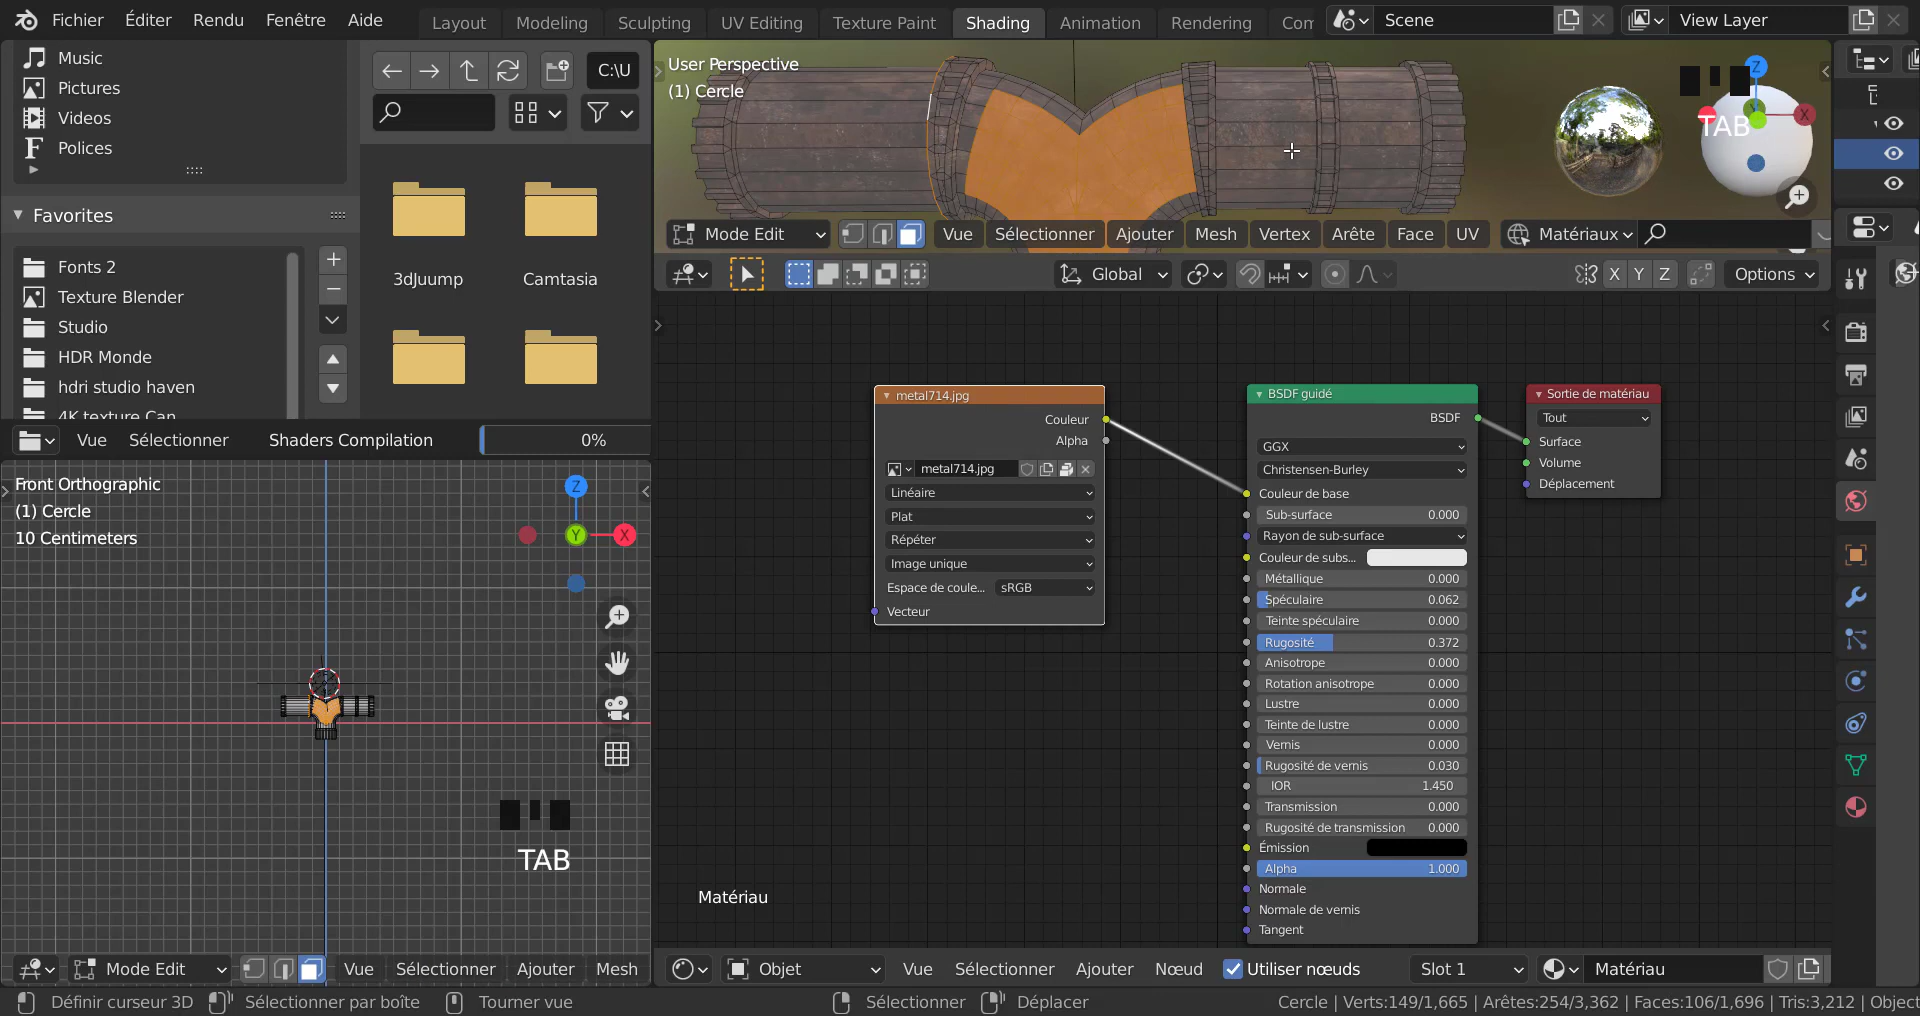 Fichier
Éditer
Rendu
Fenêtre
Aide
Layout
Modeling
Sculpting
UV Editing
Texture Paint
Shading
Animation
Rendering
Com
Scene
View Layer
Music
Pictures
Videos
Polices
Favorites
Fonts 2
Texture Blender
Studio
HDR Monde
hdri studio haven
4K texture Can
C:\U
3dJuump
Camtasia
Vue
Sélectionner
Shaders Compilation
0%
User Perspective
(1) Cercle
TAB
Z
X
Mode Edit
Vue
Sélectionner
Ajouter
Mesh
Vertex
Arête
Face
UV
Matériaux
Global
X
Y
Z
Options
Front Orthographic
(1) Cercle
10 Centimeters
Z
Y
X
TAB
Mode Edit
Vue
Sélectionner
Ajouter
Mesh
metal714.jpg
Couleur
Alpha
metal714.jpg
Linéaire
Plat
Répéter
Image unique
Espace de coule...
sRGB
Vecteur
BSDF guidé
BSDF
GGX
Christensen-Burley
Couleur de base
Sub-surface 0.000
Rayon de sub-surface
Couleur de subs...
Métallique 0.000
Spéculaire 0.062
Teinte spéculaire 0.000
Rugosité 0.372
Anisotrope 0.000
Rotation anisotrope 0.000
Lustre 0.000
Teinte de lustre 0.000
Vernis 0.000
Rugosité de vernis 0.030
IOR 1.450
Transmission 0.000
Rugosité de transmission 0.000
Émission
Alpha 1.000
Normale
Normale de vernis
Tangent
Sortie de matériau
Tout
Surface
Volume
Déplacement
Matériau
Objet
Vue
Sélectionner
Ajouter
Nœud
Utiliser nœuds
Slot 1
Matériau
Définir curseur 3D
Sélectionner par boîte
Tourner vue
Sélectionner
Déplacer
Cercle | Verts:149/1,665 | Arêtes:254/3,362 | Faces:106/1,696 | Tris:3,212 | Object